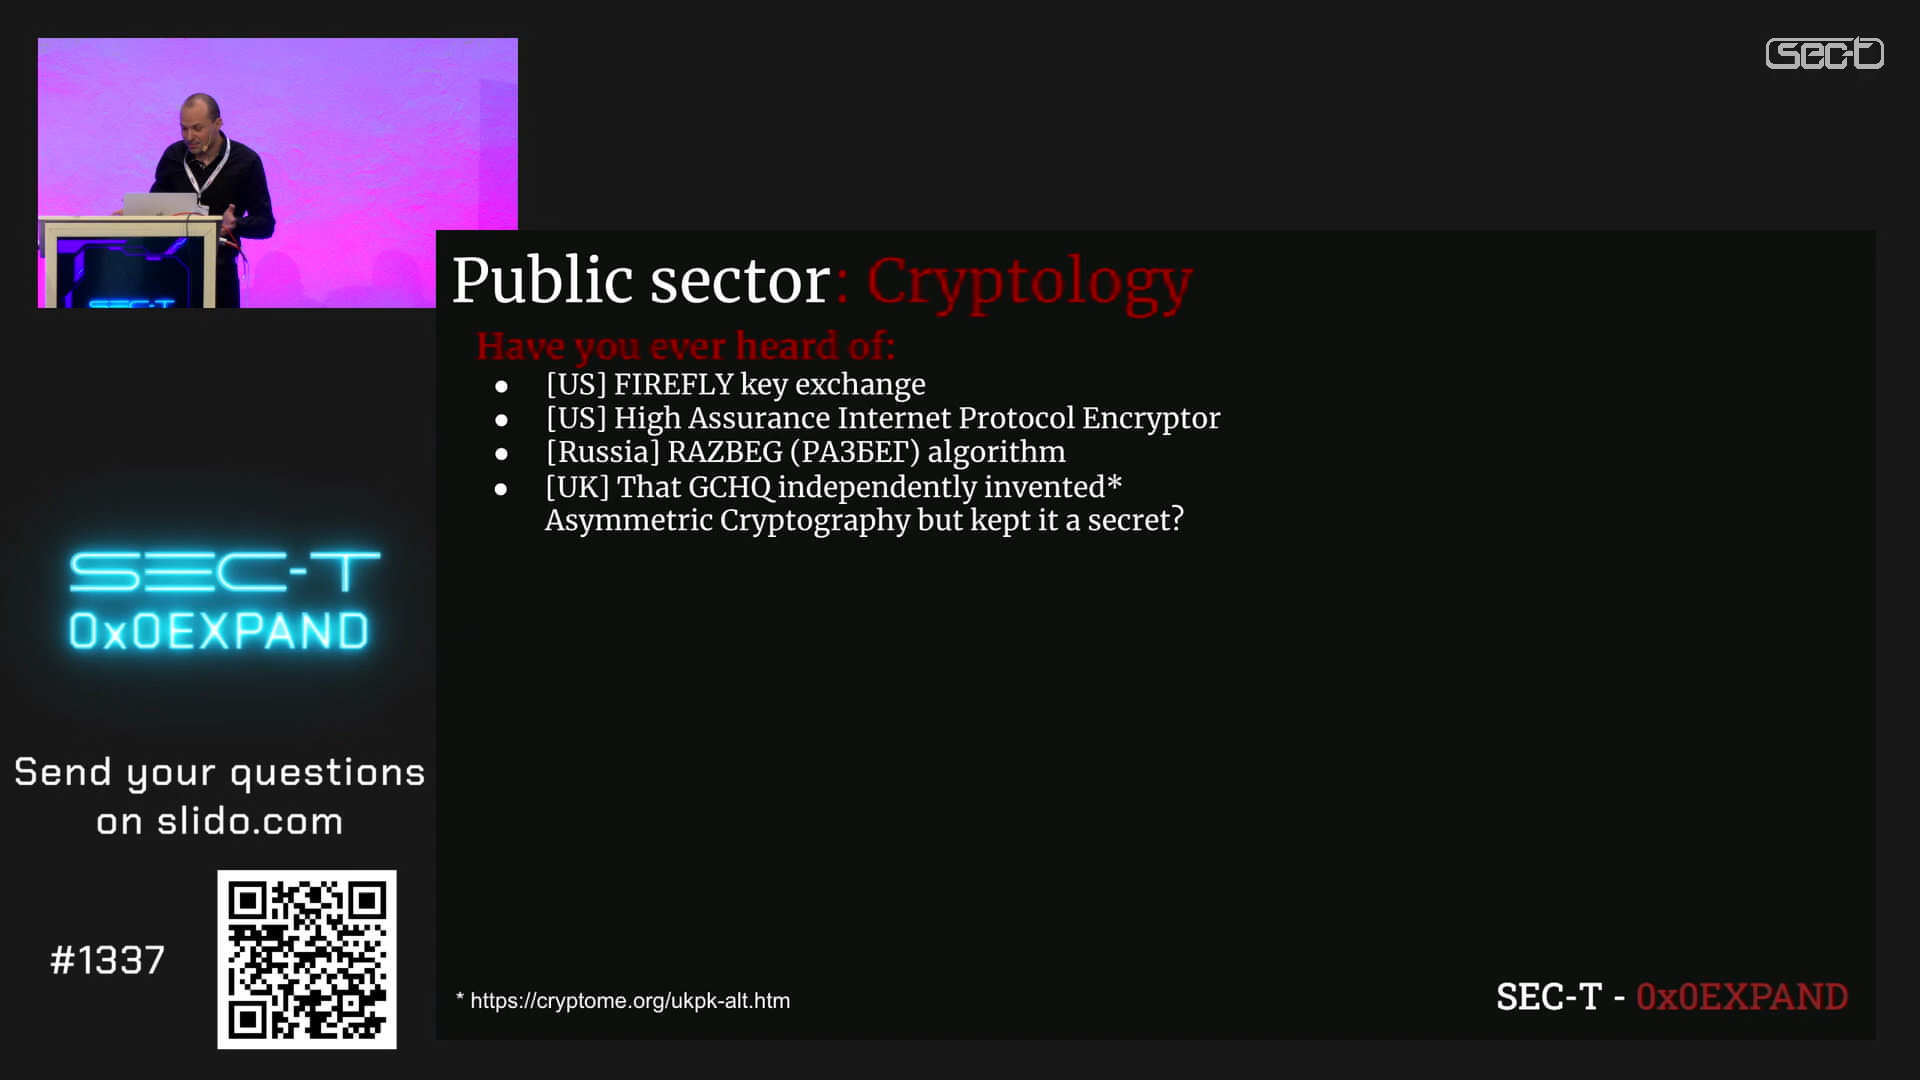 sec-t
SEC-T
Public sector: Cryptology
Have you ever heard of:
● [US] FIREFLY key exchange
● [US] High Assurance Internet Protocol Encryptor
● [Russia] RAZBEG (РАЗБЕГ) algorithm
● [UK] That GCHQ independently invented*
Asymmetric Cryptography but kept it a secret?
SEC-T
0x0EXPAND
Send your questions
on slido.com
#1337
* https://cryptome.org/ukpk-alt.htm
SEC-T - 0x0EXPAND